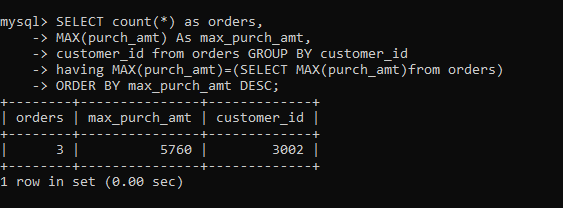 mysql> SELECT count(*) as orders,
    -> MAX(purch_amt) As max_purch_amt,
    -> customer_id from orders GROUP BY customer_id
    -> having MAX(purch_amt)=(SELECT MAX(purch_amt)from orders)
    -> ORDER BY max_purch_amt DESC;
+--------+---------------+-------------+
| orders | max_purch_amt | customer_id |
+--------+---------------+-------------+
|      3 |          5760 |        3002 |
+--------+---------------+-------------+
1 row in set (0.00 sec)